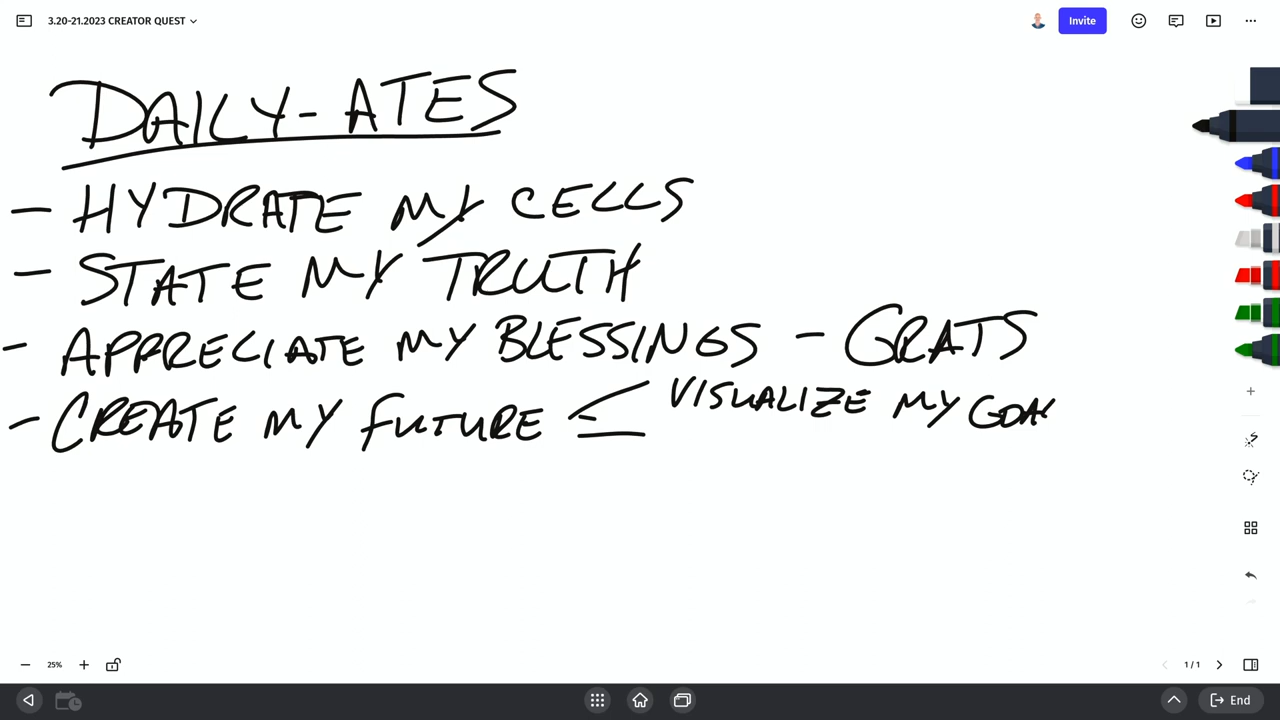 3.20-21.2023 CREATOR QUEST
Invite
DAILY-ATES
- HYDRATE MY CELLS
- STATE MY TRUTH
- APPRECIATE MY BLESSINGS - GRATS
- CREATE MY FUTURE VISUALIZE MY GOA
25%
1 / 1
End